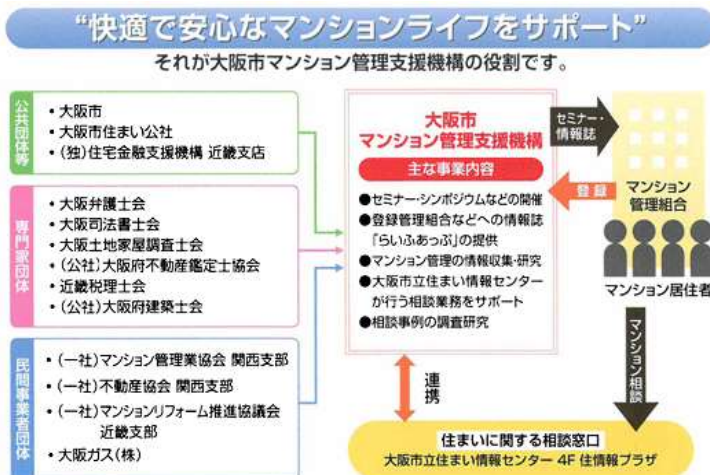 “快適で安心なマンションライフをサポート”
それが大阪市マンション管理支援機構の役割です。
公共団体等
・大阪市
・大阪市住まい公社
・(独)住宅金融支援機構 近畿支店
専門家団体
・大阪弁護士会
・大阪司法書士会
・大阪土地家屋調査士会
・(公社)大阪府不動産鑑定士協会
・近畿税理士会
・(公社)大阪府建築士会
民間事業者団体
・(一社)マンション管理業協会 関西支部
・(一社)不動産協会 関西支部
・(一社)マンションリフォーム推進協議会
近畿支部
・大阪ガス(株)
大阪市
マンション管理支援機構
主な事業内容
●セミナー・シンポジウムなどの開催
●登録管理組合などへの情報誌
「らいふあっぷ」の提供
●マンション管理の情報収集・研究
●大阪市立住まい情報センター
が行う相談業務をサポート
●相談事例の調査研究
セミナー・
情報誌
登録
マンション
管理組合
マンション居住者
マンション相談
連携
住まいに関する相談窓口
大阪市立住まい情報センター 4F 住情報プラザ